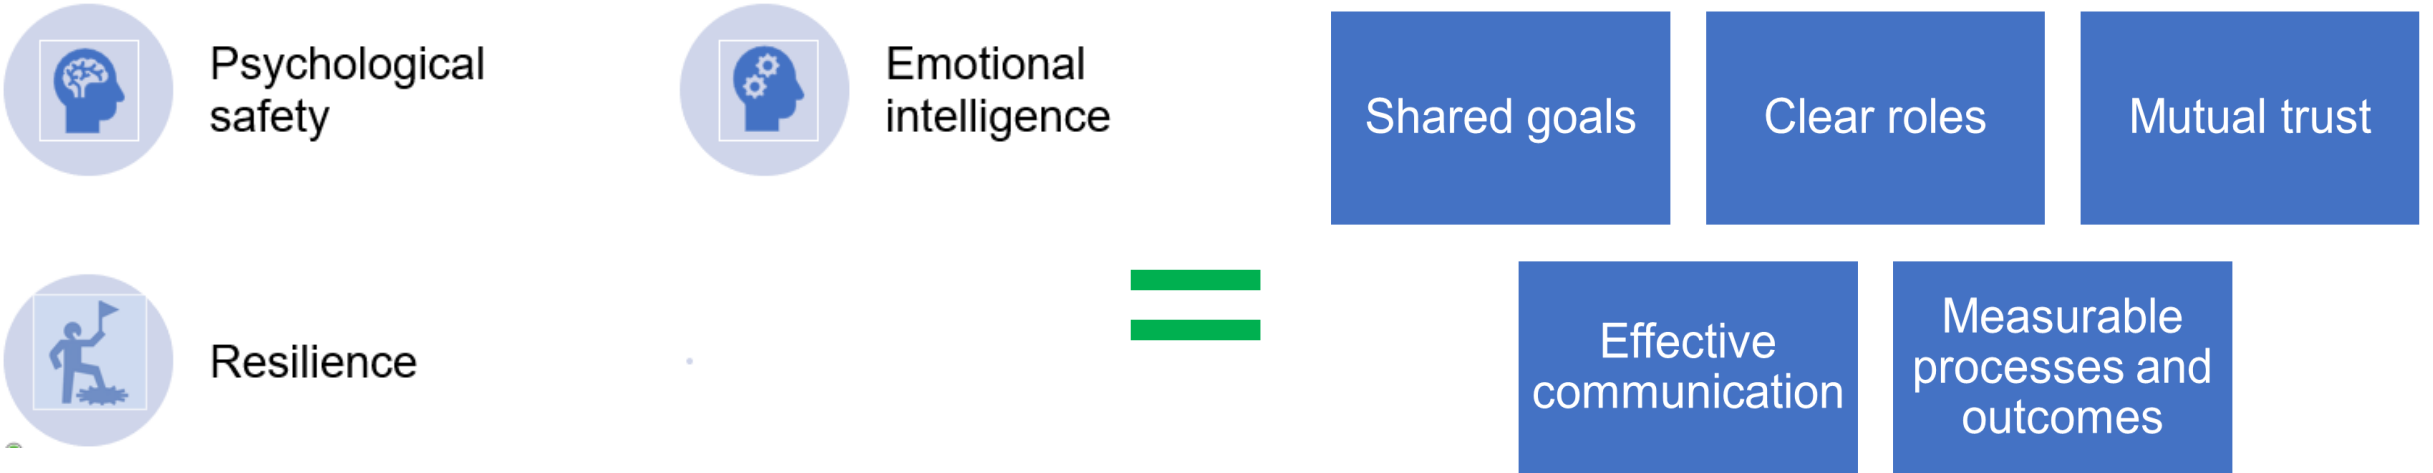 Psychological
safety
Emotional
intelligence
Resilience
Shared goals
Clear roles
Mutual trust
Effective
communication
Measurable
processes and
outcomes